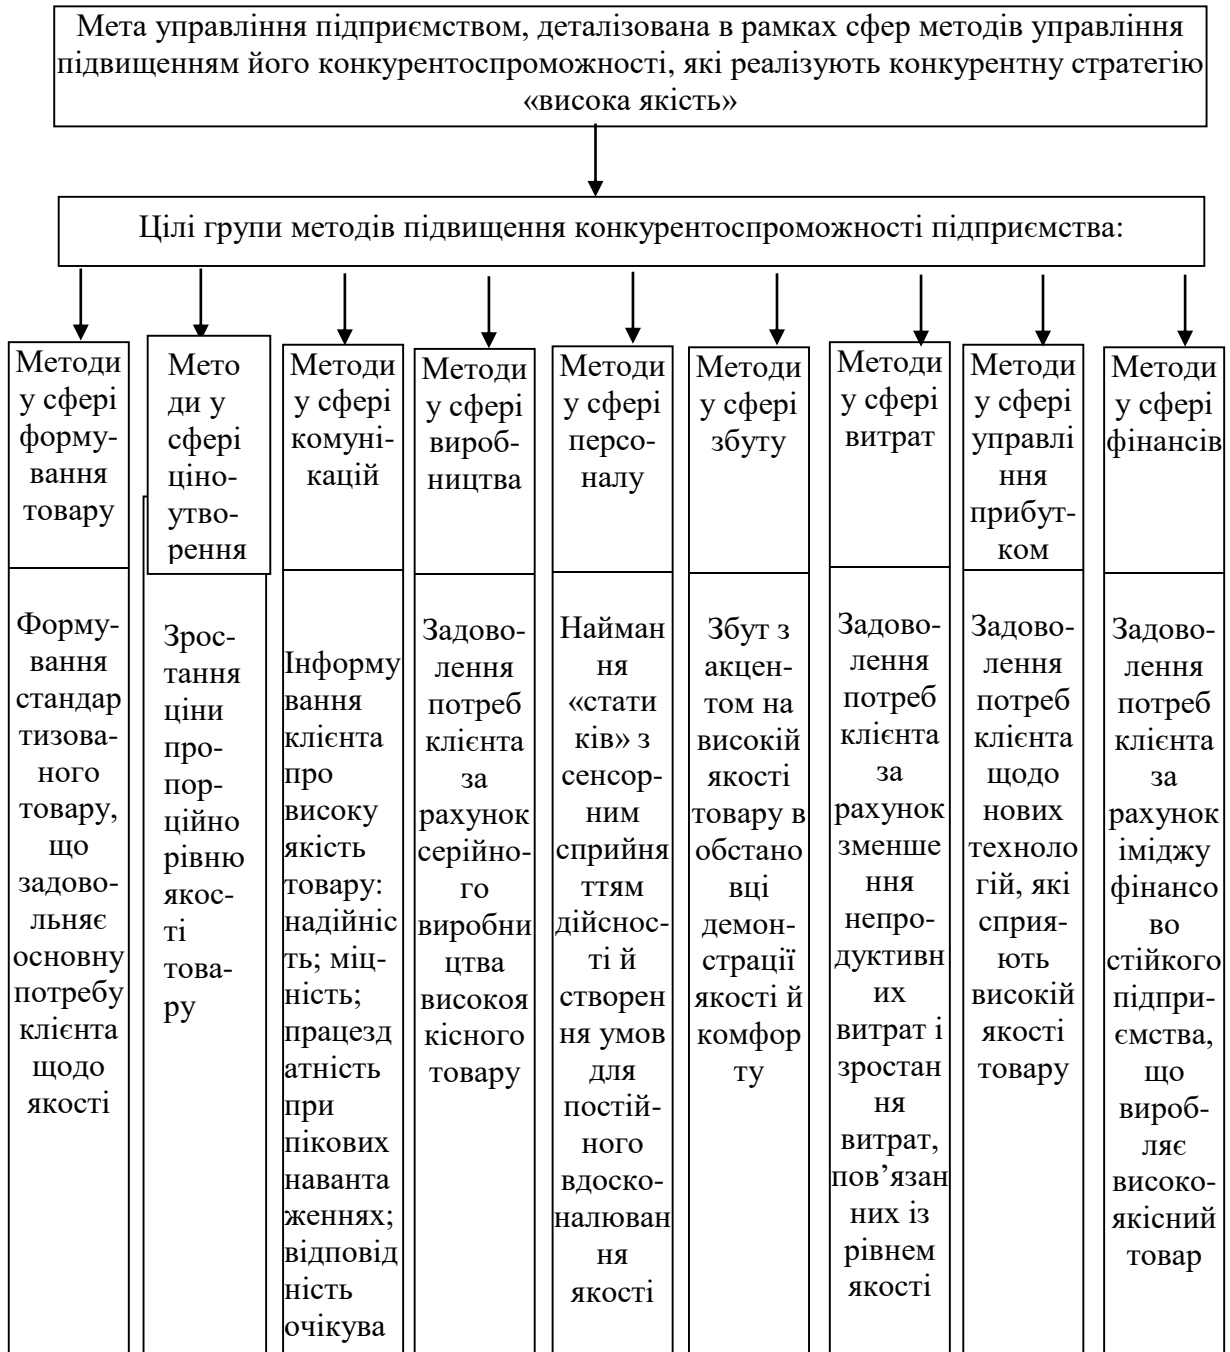 Мета управління підприємством, деталізована в рамках сфер методів управління
підвищенням його конкурентоспроможності, які реалізують конкурентну стратегію
«висока якість»
Цілі групи методів підвищення конкурентоспроможності підприємства:
Методи
у сфері
форму-
вання
товару
Мето
ди у
сфері
ціно-
утво-
рення
Методи
у сфері
комуні-
кацій
Методи
у сфері
вироб-
ництва
Методи
у сфері
персо-
налу
Методи
у сфері
збуту
Методи
у сфері
витрат
Методи
у сфері
управлі
ння
прибут-
ком
Методи
у сфері
фінансів
Форму-
вання
стандар
тизова-
ного
товару,
що
задово-
льняє
основну
потребу
клієнта
щодо
якості
Зрос-
тання
ціни
про-
пор-
ційно
рівню
якос-
ті
това-
ру
Інформу
вання
клієнта
про
високу
якість
товару:
надійніс
ть; міц-
ність;
працезд
атність
при
пікових
наванта
женнях;
відповід
ність
очікува
Задово-
лення
потреб
клієнта
за
рахунок
серійно-
го
виробни
цтва
високоя
кісного
товару
Найман
ня
«стати
ків» з
сенсор-
ним
сприйня
ттям
дійснос-
ті й
створен
ня умов
для
постій-
ного
вдоско-
налюван
ня
якості
Збут з
акцен-
том на
високій
якості
товару в
обстано
вці
демон-
страції
якості й
комфор
ту
Задово-
лення
потреб
клієнта
за
рахунок
зменше
ння
непро-
дуктивн
их
витрат і
зростан
ня
витрат,
пов’язан
них із
рівнем
якості
Задово-
лення
потреб
клієнта
щодо
нових
техноло
гій, які
сприя-
ють
високій
якості
товару
Задово-
лення
потреб
клієнта
за
рахунок
іміджу
фінансо
во
стійкого
підпри-
ємства,
що
вироб-
ляє
високо-
якісний
товар